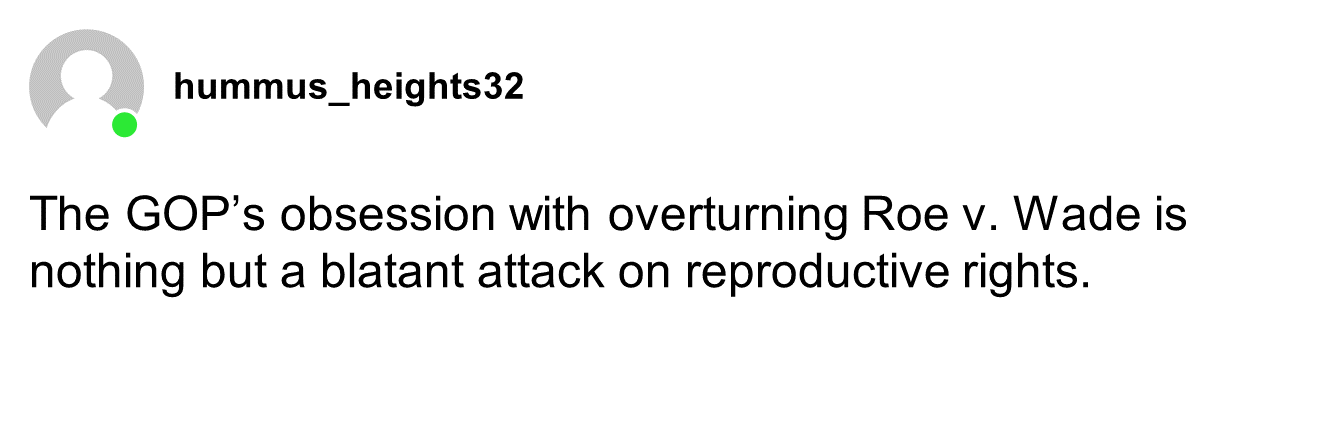 hummus_heights32
The GOP’s obsession with overturning Roe v. Wade is
nothing but a blatant attack on reproductive rights.